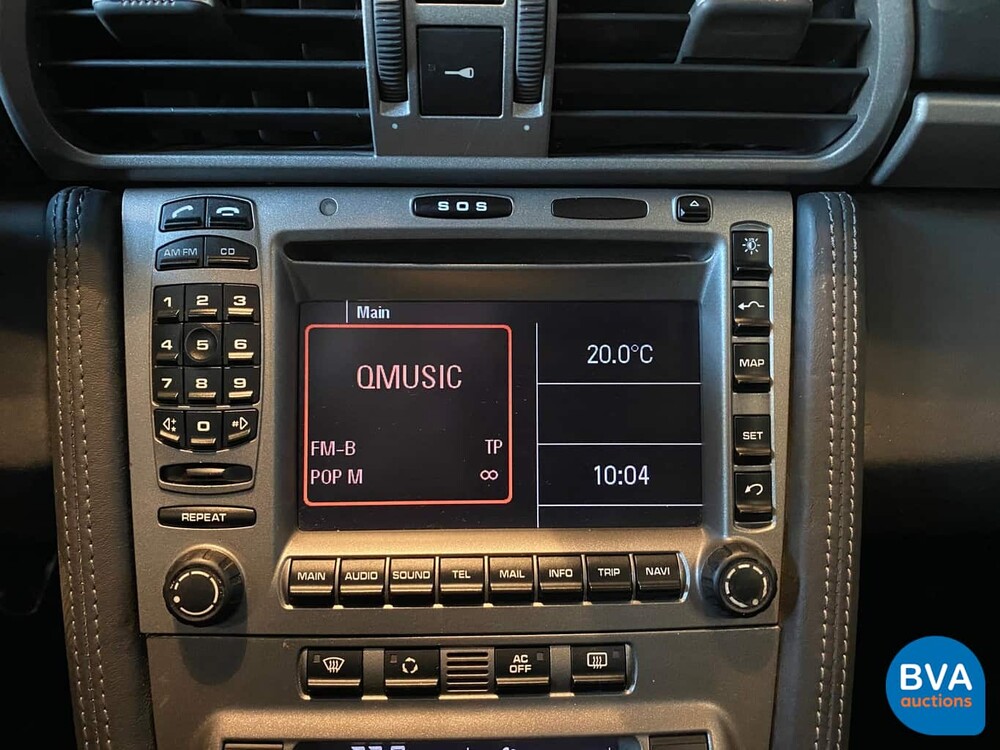 SOS
AM FM CD
1 2 3
4 5 6
7 8 9
* 0 #
REPEAT
Main
QMUSIC
FM-B TP
POP M ∞
20.0°C
10:04
MAP
SET
MAIN AUDIO SOUND TEL MAIL INFO TRIP NAVI
AC
OFF
BVA
auctions